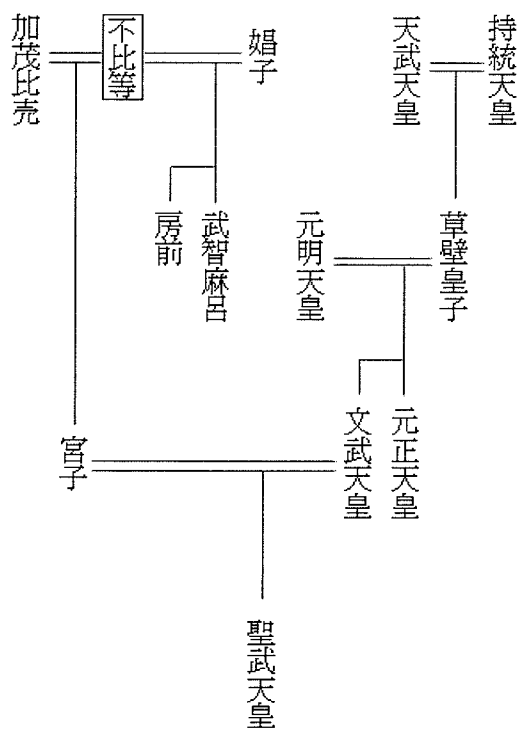 持統天皇
天武天皇
娼子
不比等
加茂比売
草壁皇子
元明天皇
武智麻呂
房前
元正天皇
文武天皇
宮子
聖武天皇